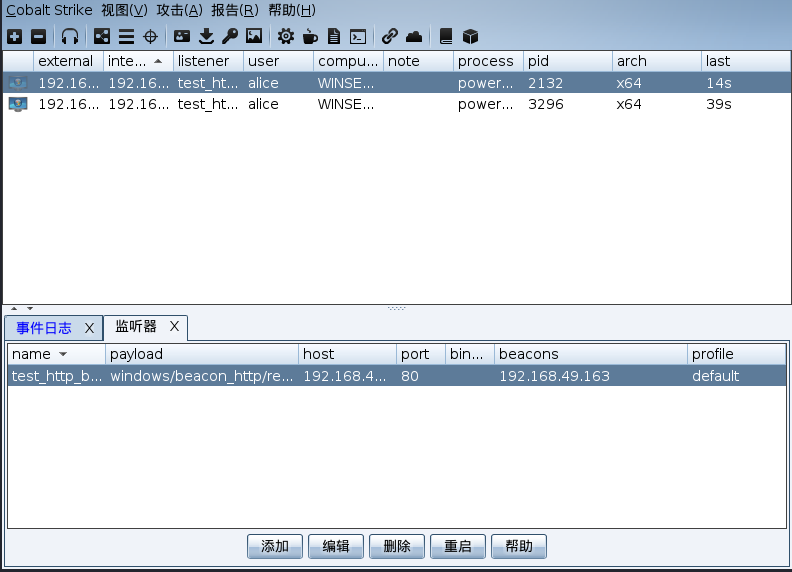 Cobalt Strike 视图(V) 攻击(A) 报告(R) 帮助(H)
external inte... listener user compu... note process pid arch last
192.16... 192.16... test_ht... alice WINSE... power... 2132 x64 14s
192.16... 192.16... test_ht... alice WINSE... power... 3296 x64 39s
事件日志 X 监听器 X
name payload host port bin... beacons profile
test_http_b... windows/beacon_http/re... 192.168.4... 80 192.168.49.163 default
添加 编辑 删除 重启 帮助